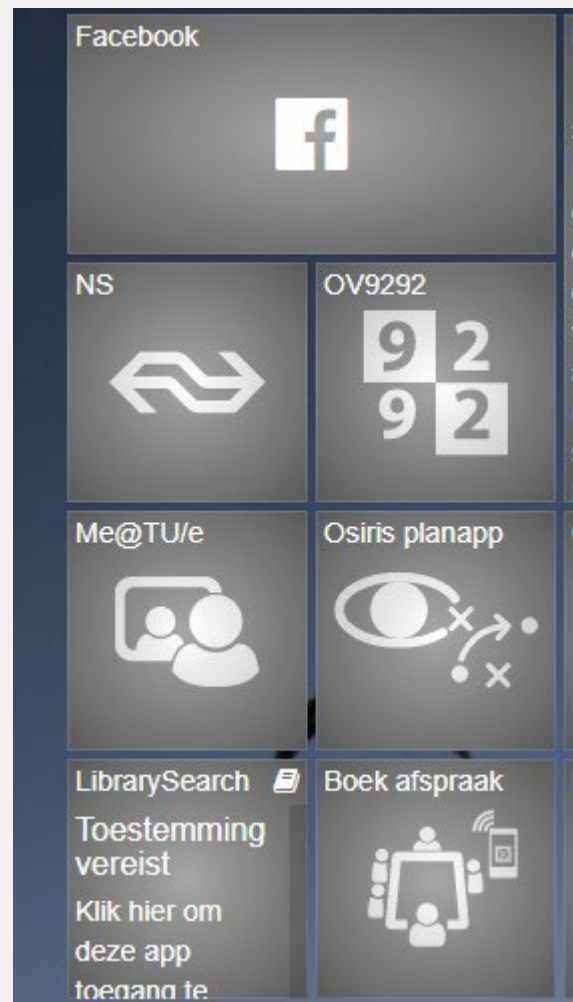 Facebook
f
NS
OV9292
9 2
9 2
Me@TU/e
Osiris planapp
LibrarySearch
Toestemming
vereist
Klik hier om
deze app
toegang te
Boek afspraak